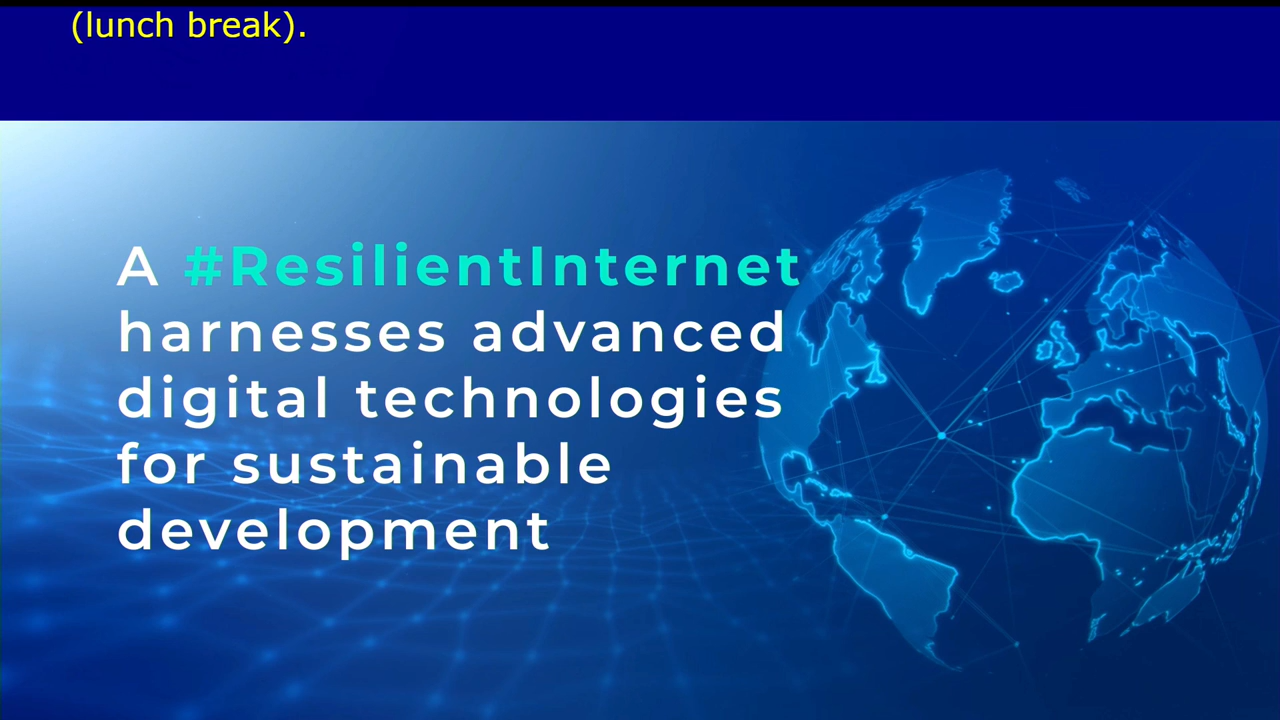 (lunch break).
A #ResilientInternet
harnesses advanced
digital technologies
for sustainable
development